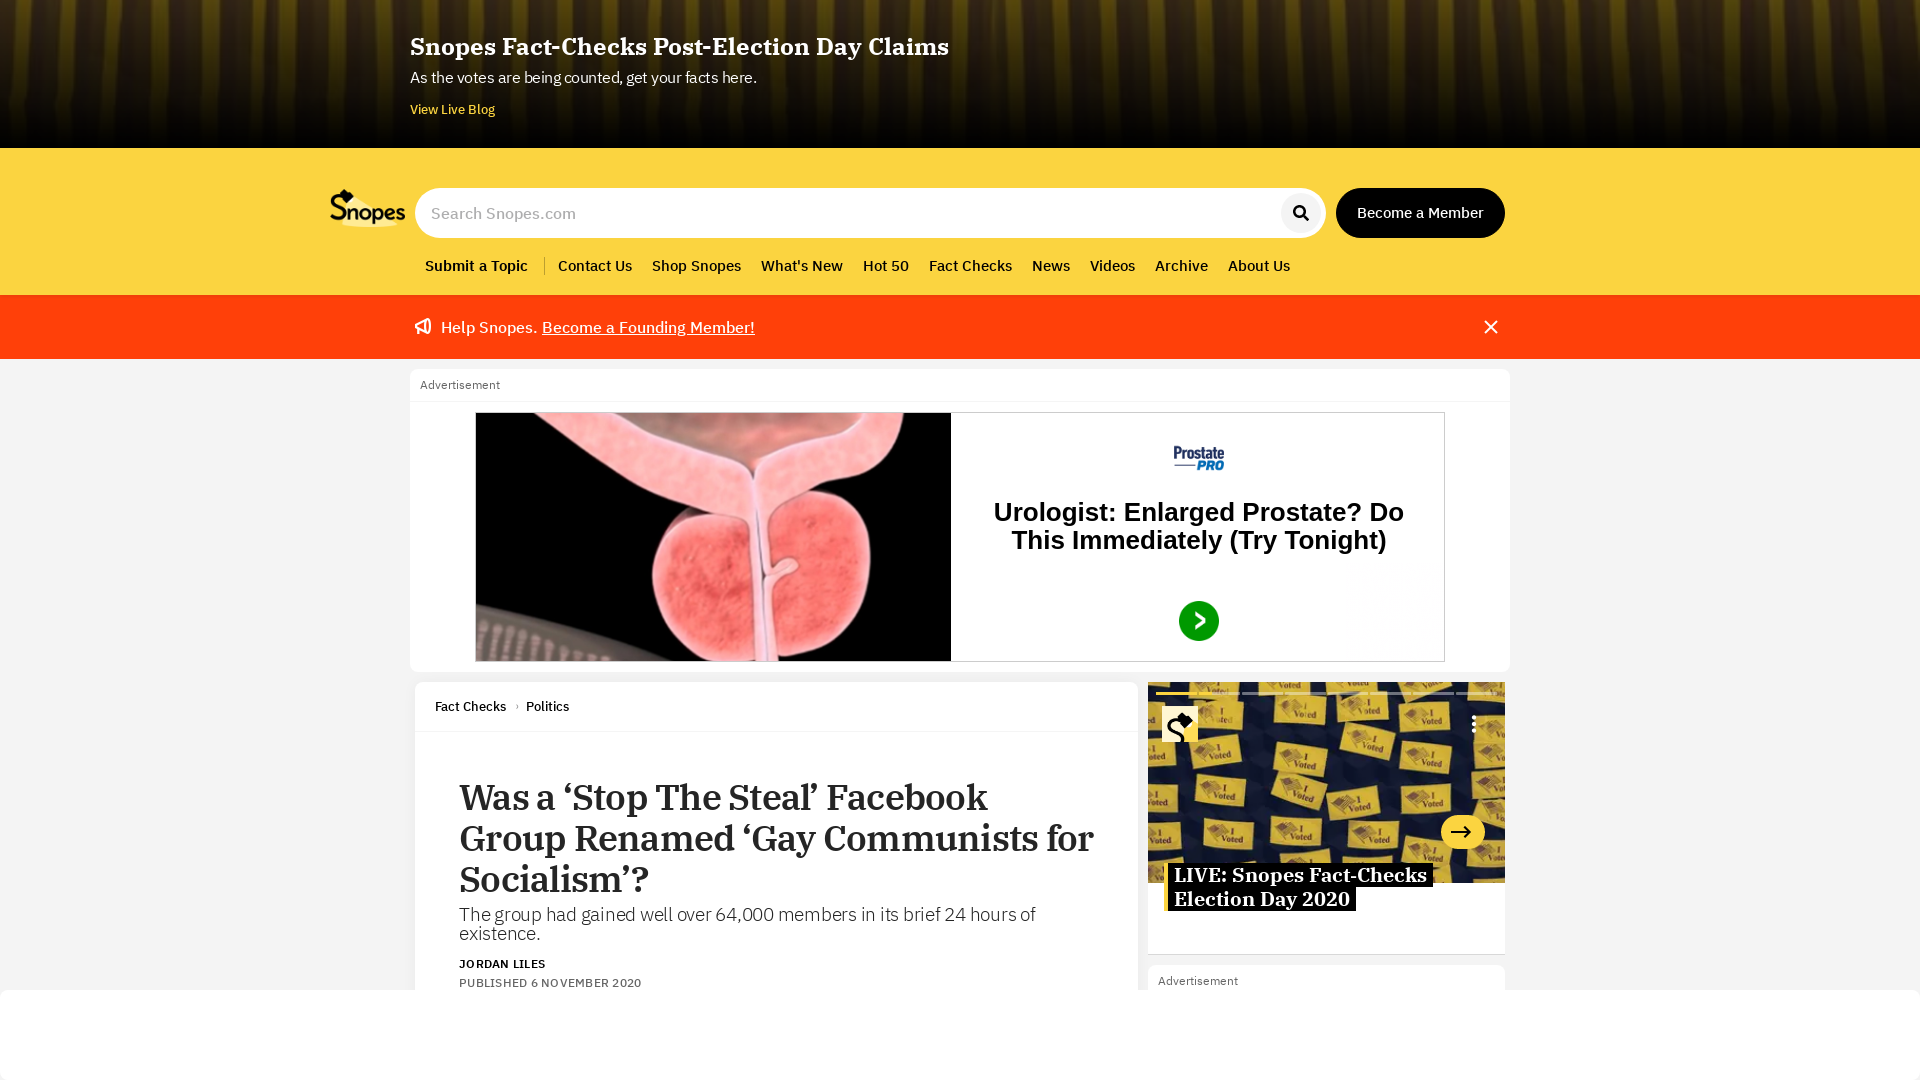 Snopes Fact-Checks Post-Election Day Claims
As the votes are being counted, get your facts here.
View Live Blog
Snopes
Search Snopes.com
Become a Member
Submit a Topic
Contact Us
Shop Snopes
What's New
Hot 50
Fact Checks
News
Videos
Archive
About Us
Help Snopes. Become a Founding Member!
Advertisement
Prostate
PRO
Urologist: Enlarged Prostate? Do
This Immediately (Try Tonight)
Fact Checks › Politics
Was a ‘Stop The Steal’ Facebook
Group Renamed ‘Gay Communists for
Socialism’?
The group had gained well over 64,000 members in its brief 24 hours of
existence.
JORDAN LILES
PUBLISHED 6 NOVEMBER 2020
I Voted
LIVE: Snopes Fact-Checks
Election Day 2020
Advertisement